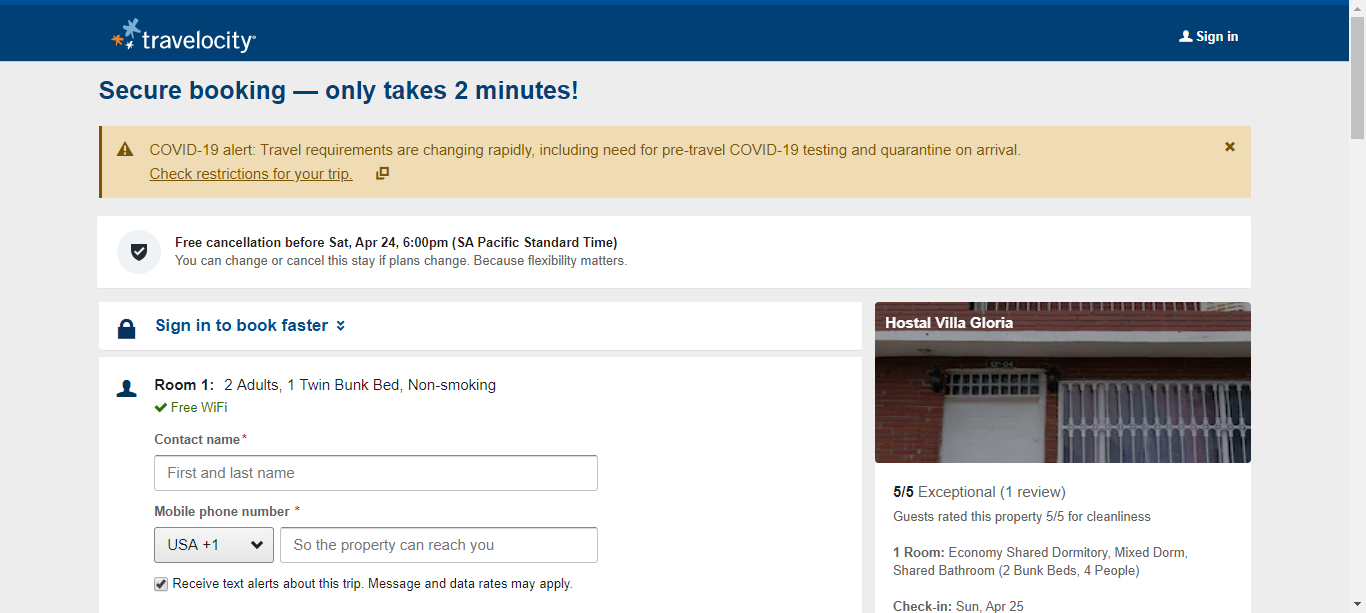 travelocity
Sign in
Secure booking — only takes 2 minutes!
COVID-19 alert: Travel requirements are changing rapidly, including need for pre-travel COVID-19 testing and quarantine on arrival.
Check restrictions for your trip.
Free cancellation before Sat, Apr 24, 6:00pm (SA Pacific Standard Time)
You can change or cancel this stay if plans change. Because flexibility matters.
Sign in to book faster
Room 1: 2 Adults, 1 Twin Bunk Bed, Non-smoking
Free WiFi
Contact name*
First and last name
Mobile phone number *
USA +1
So the property can reach you
Receive text alerts about this trip. Message and data rates may apply.
Hostal Villa Gloria
5/5 Exceptional (1 review)
Guests rated this property 5/5 for cleanliness
1 Room: Economy Shared Dormitory, Mixed Dorm,
Shared Bathroom (2 Bunk Beds, 4 People)
Check-in: Sun, Apr 25